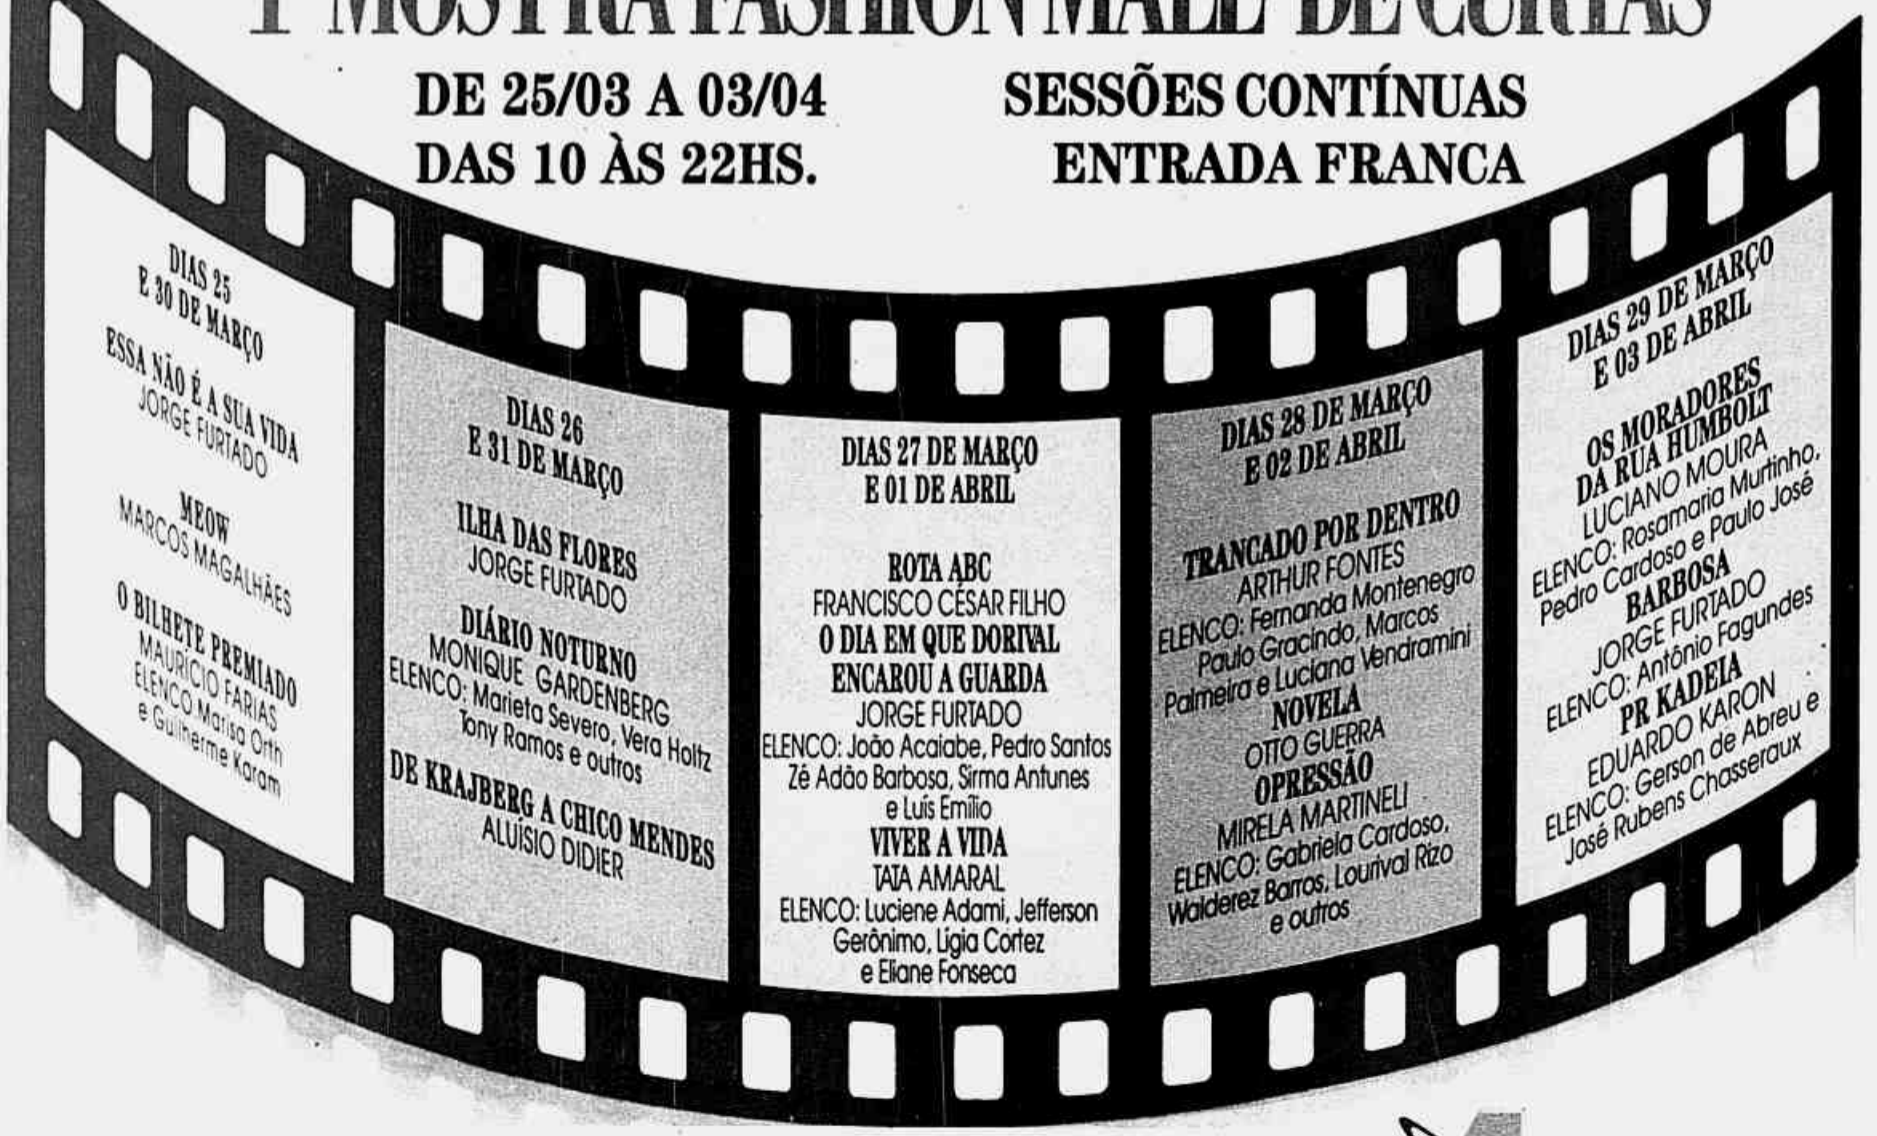 1ª MOSTRA FASHION MALL DE CURTAS
DE 25/03 A 03/04
DAS 10 ÀS 22HS.
SESSÕES CONTÍNUAS
ENTRADA FRANCA
DIAS 25
E 30 DE MARÇO
ESSA NÃO É A SUA VIDA
JORGE FURTADO
MEOW
MARCOS MAGALHÃES
O BILHETE PREMIADO
MAURICIO FARIAS
ELENCO Marisa Orth
e Guilherme Karam
DIAS 26
E 31 DE MARÇO
ILHA DAS FLORES
JORGE FURTADO
DIÁRIO NOTURNO
MONIQUE GARDENBERG
ELENCO: Marieta Severo, Vera Holtz
Tony Ramos e outros
DE KRAJBERG A CHICO MENDES
ALUÍSIO DIDIER
DIAS 27 DE MARÇO
E 01 DE ABRIL
ROTA ABC
FRANCISCO CÉSAR FILHO
O DIA EM QUE DORIVAL
ENCAROU A GUARDA
JORGE FURTADO
ELENCO: João Acaiabe, Pedro Santos
Zé Adão Barbosa, Sirma Antunes
e Luís Emílio
VIVER A VIDA
TATA AMARAL
ELENCO: Luciene Adami, Jefferson
Gerônimo, Ligia Cortez
e Eliane Fonseca
DIAS 28 DE MARÇO
E 02 DE ABRIL
TRANCADO POR DENTRO
ARTHUR FONTES
ELENCO: Fernanda Montenegro
Paulo Gracindo, Marcos
Palmeira e Luciana Vendramini
NOVELA
OTTO GUERRA
OPRESSÃO
MIRELA MARTINELI
ELENCO: Gabriela Cardoso,
Walderez Barros, Lourival Rizo
e outros
DIAS 29 DE MARÇO
E 03 DE ABRIL
OS MORADORES
DA RUA HUMBOLT
LUCIANO MOURA
ELENCO: Rosamaria Murtinho,
Pedro Cardoso e Paulo José
BARBOSA
JORGE FURTADO
ELENCO: Antônio Fagundes
PR KADEIA
EDUARDO KARON
ELENCO: Gerson de Abreu e
José Rubens Chasseraux